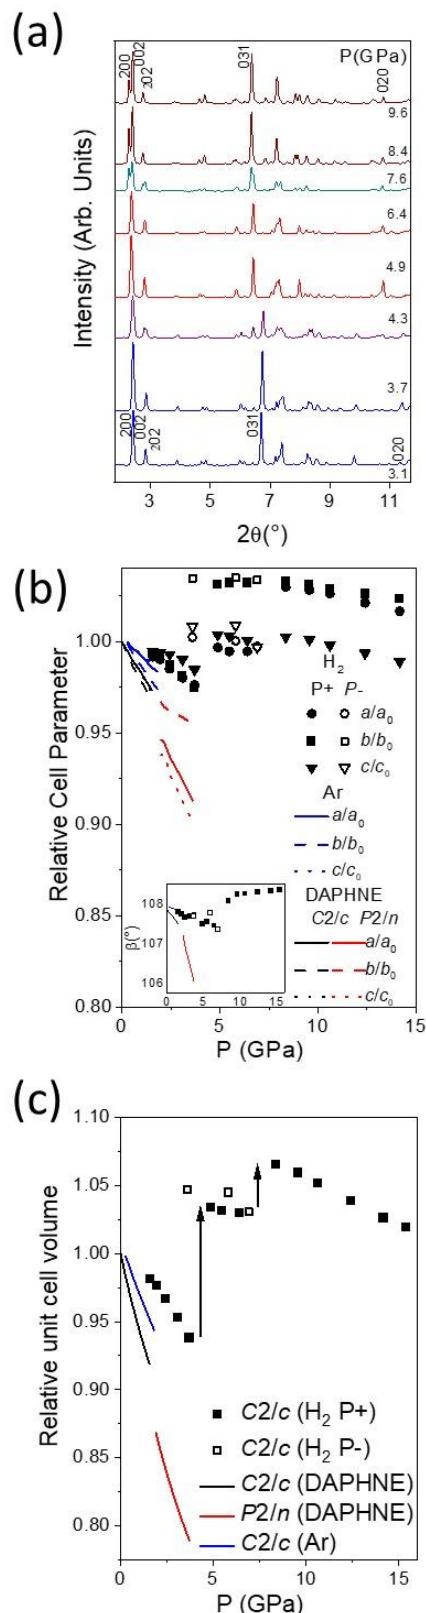 (a)
200
002
202
031
P(GPa)
020
9.6
8.4
7.6
6.4
4.9
4.3
3.7
200
002
202
031
020
3.1
Intensity (Arb. Units)
3 5 7 9 11
2θ(°)
(b)
1.00
0.95
0.90
0.85
0.80
Relative Cell Parameter
H2
P+ P-
a/a0
b/b0
c/c0
Ar
a/a0
b/b0
c/c0
DAPHNE
C2/c P2/n
a/a0
b/b0
c/c0
108
107
106
β(°)
0 5 10 15
0 5 10 15
P (GPa)
(c)
1.10
1.05
1.00
0.95
0.90
0.85
0.80
Relative unit cell volume
C2/c (H2 P+)
C2/c (H2 P-)
C2/c (DAPHNE)
P2/n (DAPHNE)
C2/c (Ar)
0 5 10 15
P (GPa)